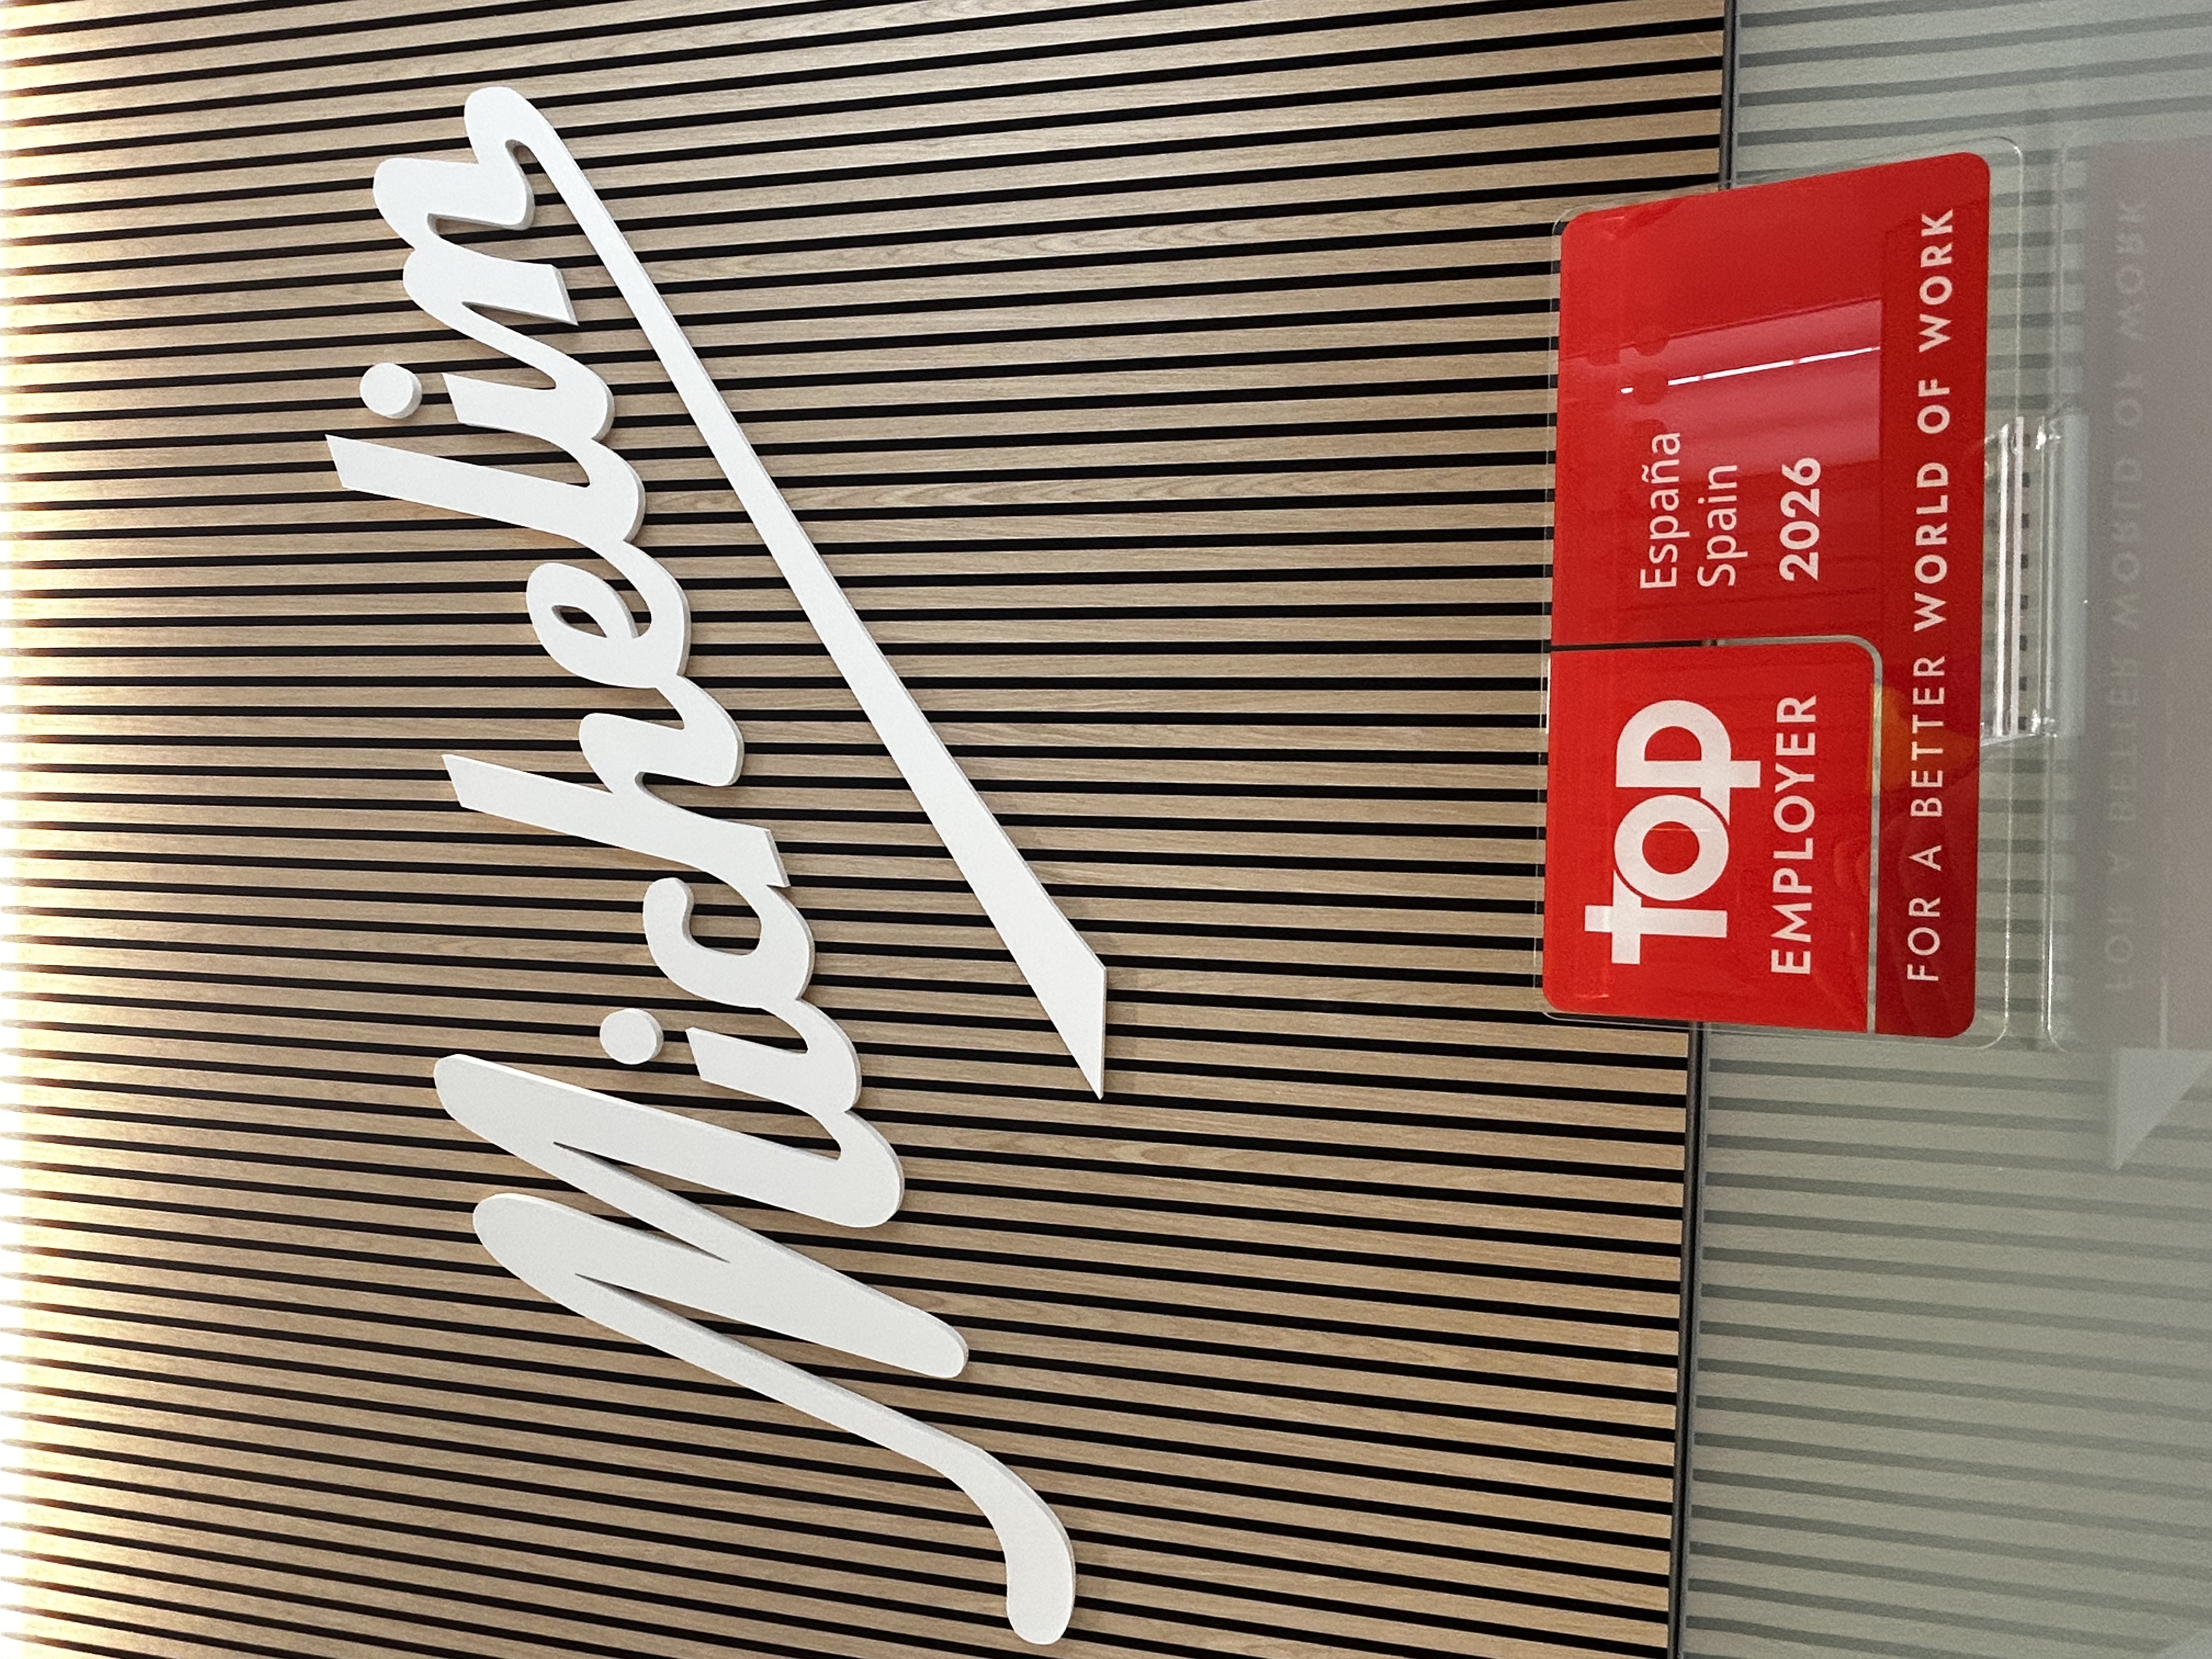 Michelin
top
EMPLOYER
España
Spain
2026
FOR A BETTER WORLD OF WORK